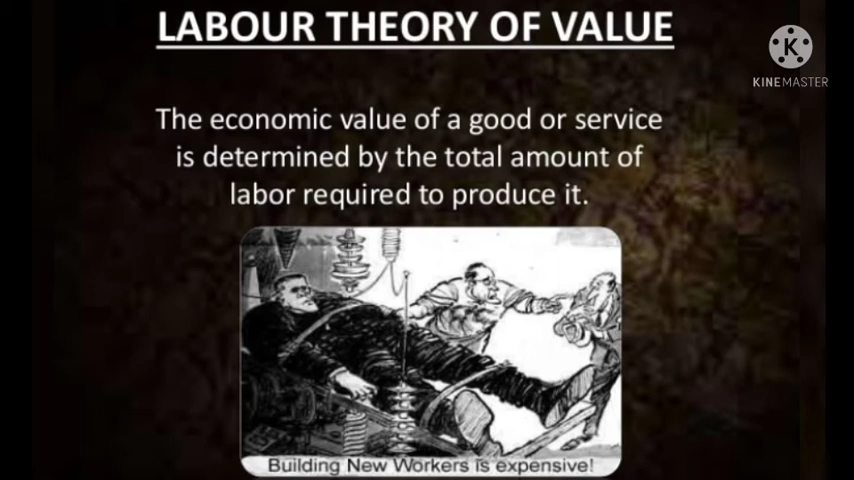 LABOUR THEORY OF VALUE
KINEMASTER
The economic value of a good or service
is determined by the total amount of
labor required to produce it.
Building New Workers is expensive!